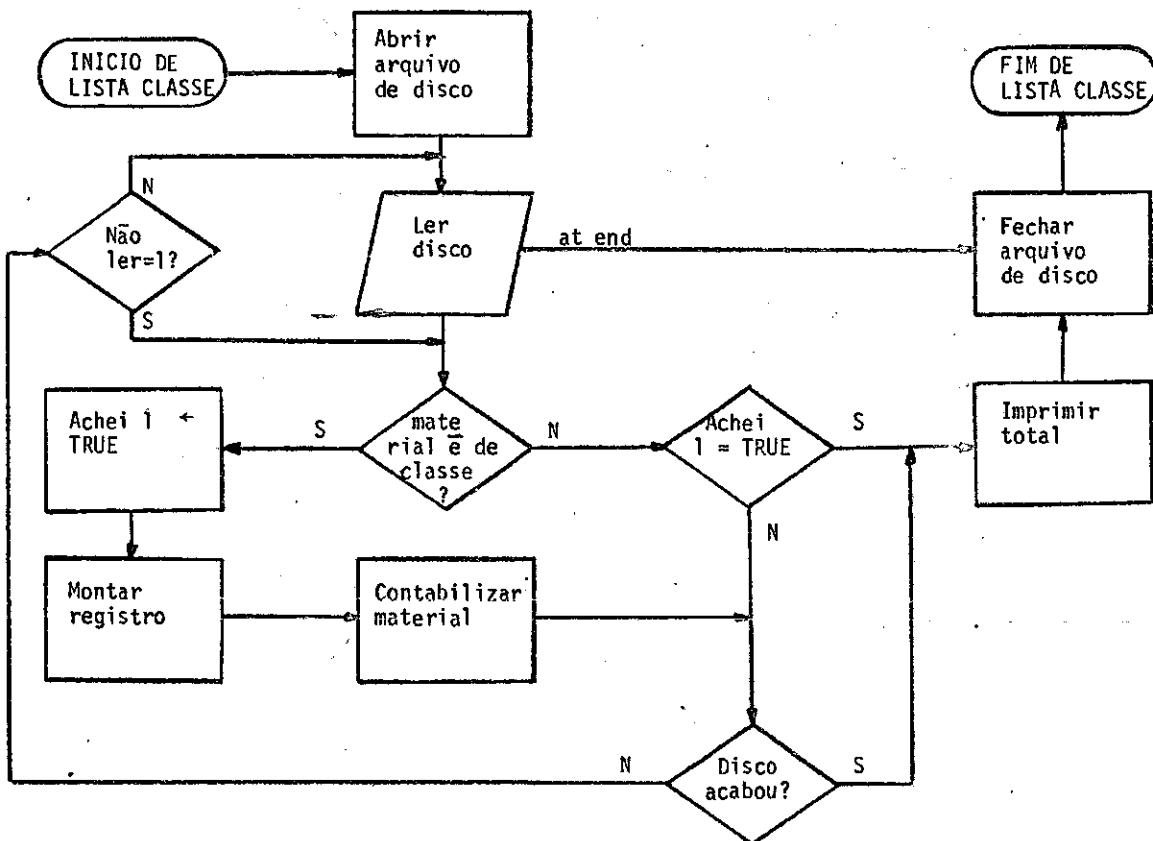 INICIO DE
LISTA CLASSE
Abrir
arquivo
de disco
FIM DE
LISTA CLASSE
N
Não
ler=1?
S
Ler
disco
at end
Fechar
arquivo
de disco
Achei 1 ←
TRUE
S
mate
rial é de
classe
?
N
Achei
1 = TRUE
S
N
Imprimir
total
Montar
registro
Contabilizar
material
N
Disco
acabou?
S